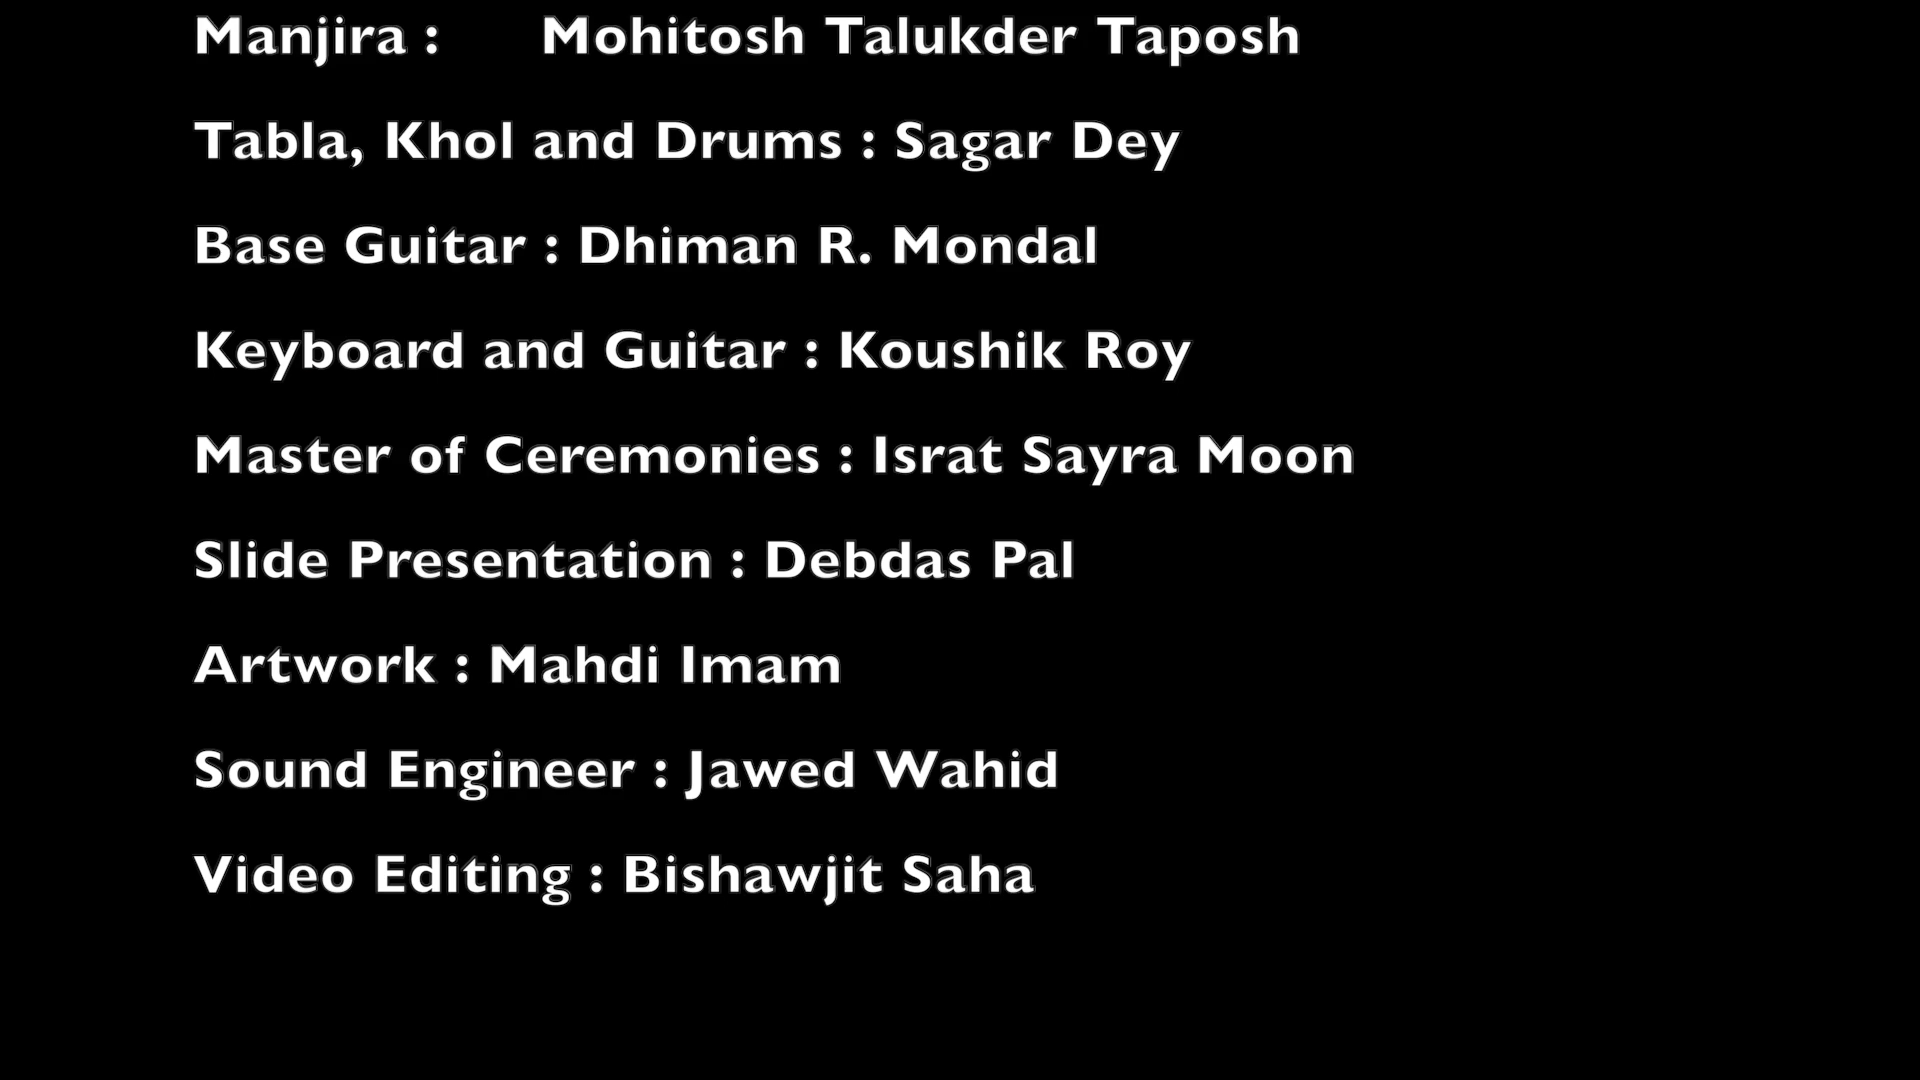 Manjira : Mohitosh Talukder Taposh
Tabla, Khol and Drums : Sagar Dey
Base Guitar : Dhiman R. Mondal
Keyboard and Guitar : Koushik Roy
Master of Ceremonies : Israt Sayra Moon
Slide Presentation : Debdas Pal
Artwork : Mahdi Imam
Sound Engineer : Jawed Wahid
Video Editing : Bishawjit Saha